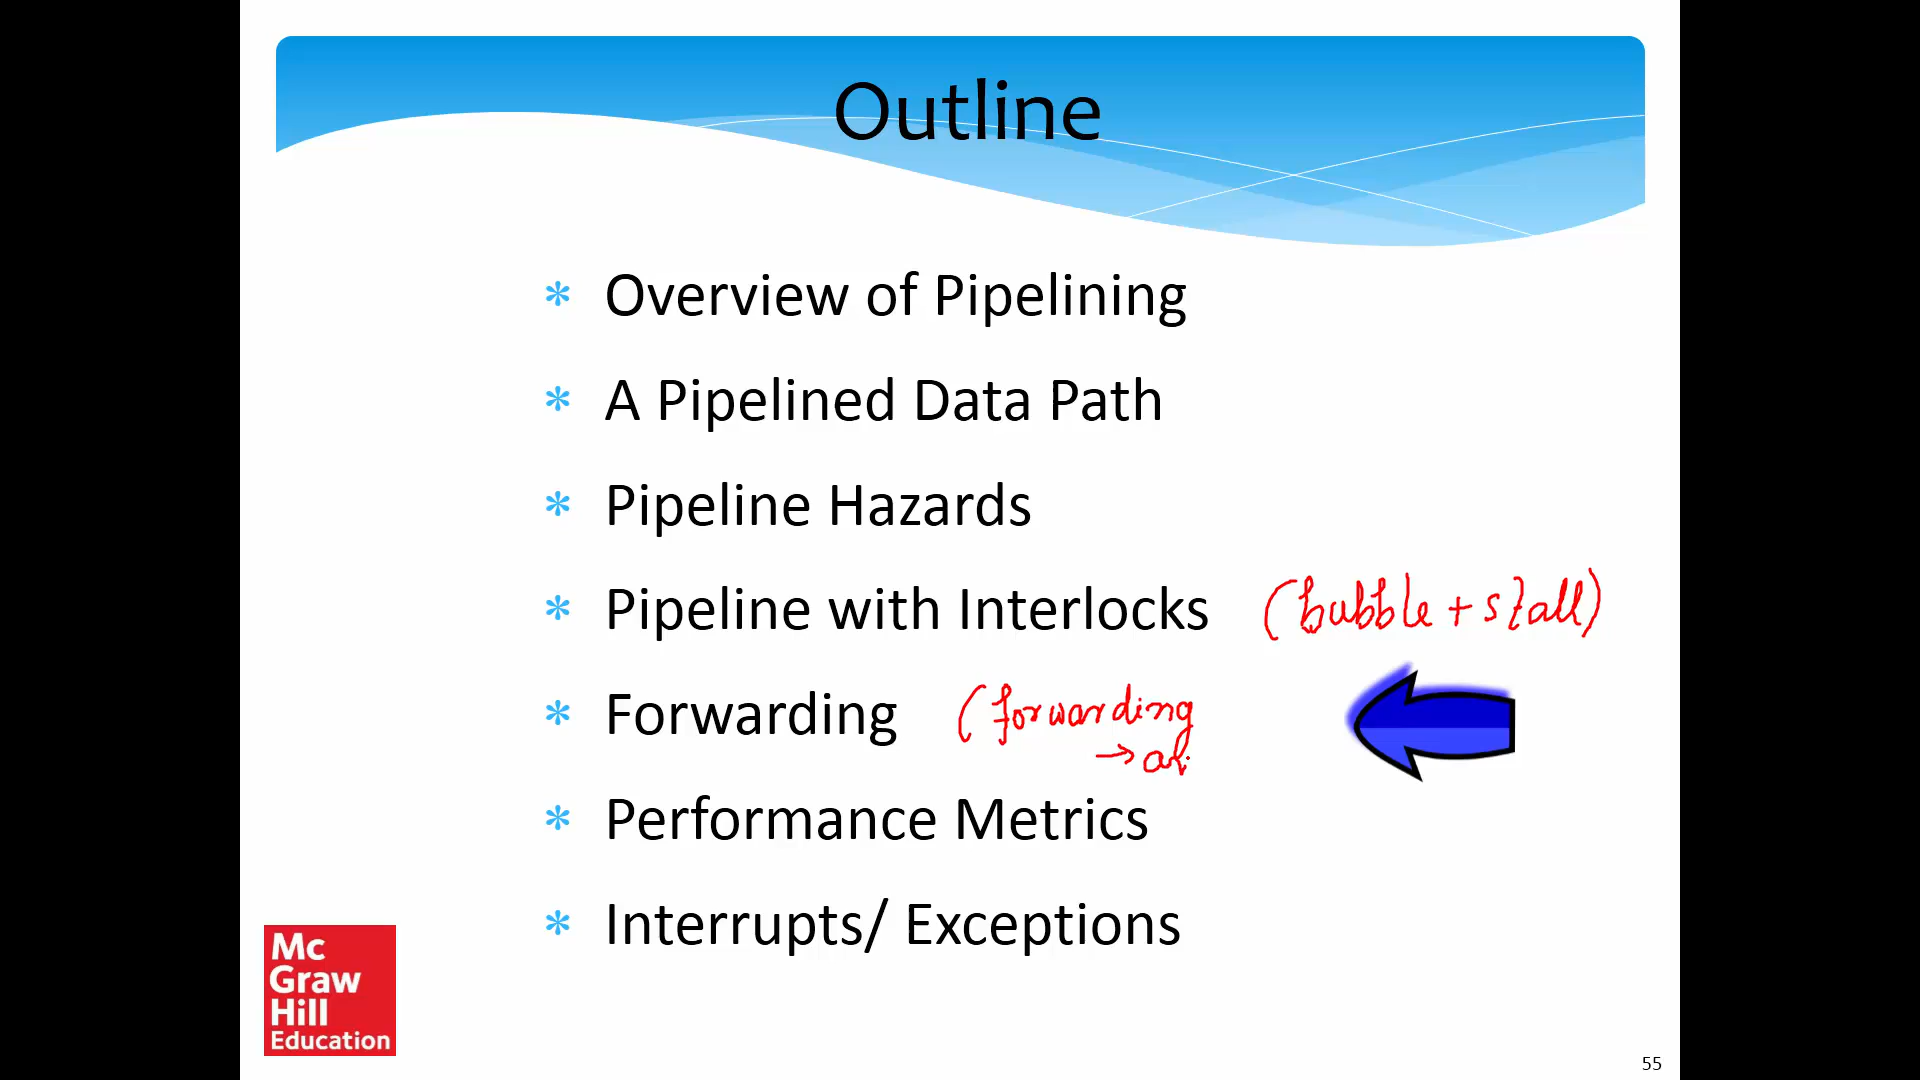 Outline
* Overview of Pipelining
* A Pipelined Data Path
* Pipeline Hazards
* Pipeline with Interlocks (bubble + stall)
* Forwarding (forwarding
→
* Performance Metrics
* Interrupts/ Exceptions
Mc
Graw
Hill
Education
55